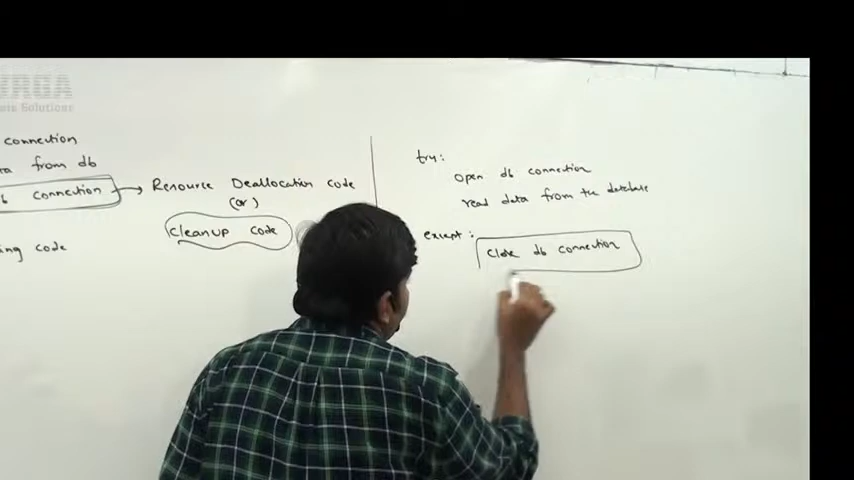 connection
from db
connection
Resource Deallocation code
(or)
Cleanup code
code
try:
open db connection
read data from the database
except :
Close db connection
Solutions